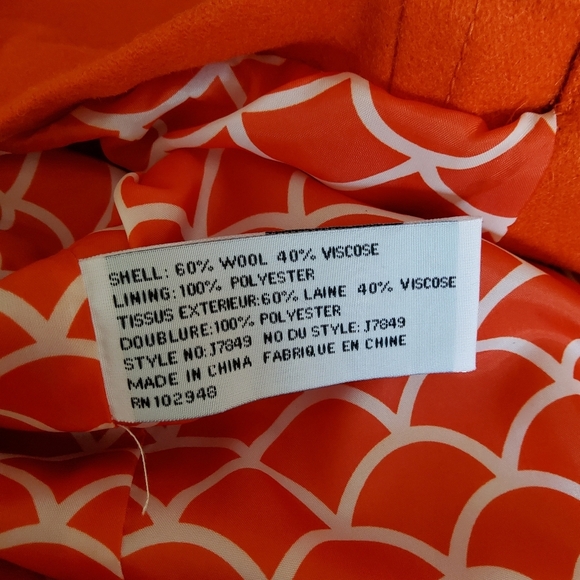 SHELL: 60% WOOL 40% VISCOSE
LINING:100% POLYESTER
TISSUS EXTERIEUR:60% LAINE 40% VISCOSE
DOUBLURE:100% POLYESTER
STYLE NO:J7849 NO DU STYLE:J7849
MADE IN CHINA FABRIQUE EN CHINE
RN102948